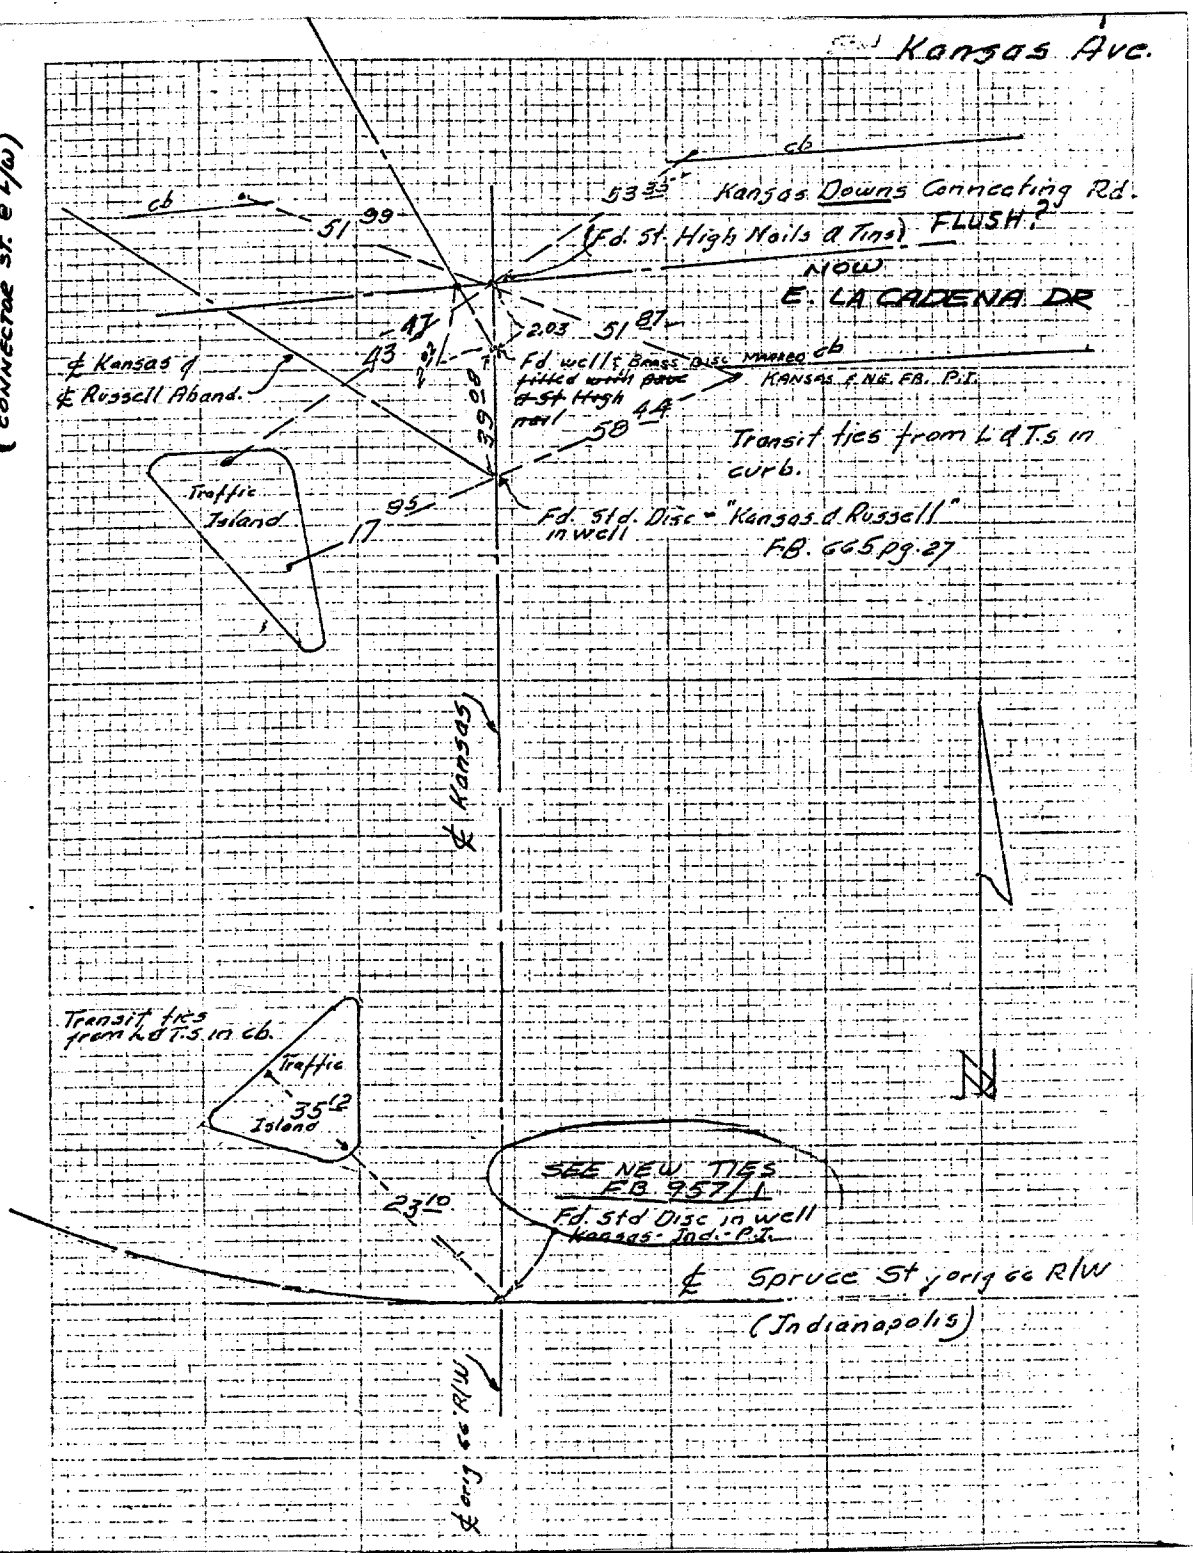 Kangas Ave.
(CONNECTOR ST. @ L/W)
cb
cb
53 35
Kansas Downs Connecting Rd.
51 99
(Fd. St. High Nails & Tins) FLUSH?
NOW
E. LA CADENA DR
47
43
2.03
51 87
℄ Kansas &
℄ Russell Aband.
Fd well & BRASS DISC MARKED cb
fitted with pave
& St High
nail
KANSAS & NE. FB. P.I.
39 08
58 44
Transit ties from L & T.s in
curb.
Traffic
Island
17 95
Fd. Std. Disc - "Kansas & Russell"
in well
FB. 665 pg. 27
℄ Kansas
Transit ties
from L & T.s in cb.
Traffic
35 12
Island
N
SEE NEW TIES
FB 957/1
23 10
Fd. Std Disc in well
Kansas - Ind. - P.I.
℄ Spruce St, orig 66 R/W
(Indianapolis)
℄ orig 66' R/W